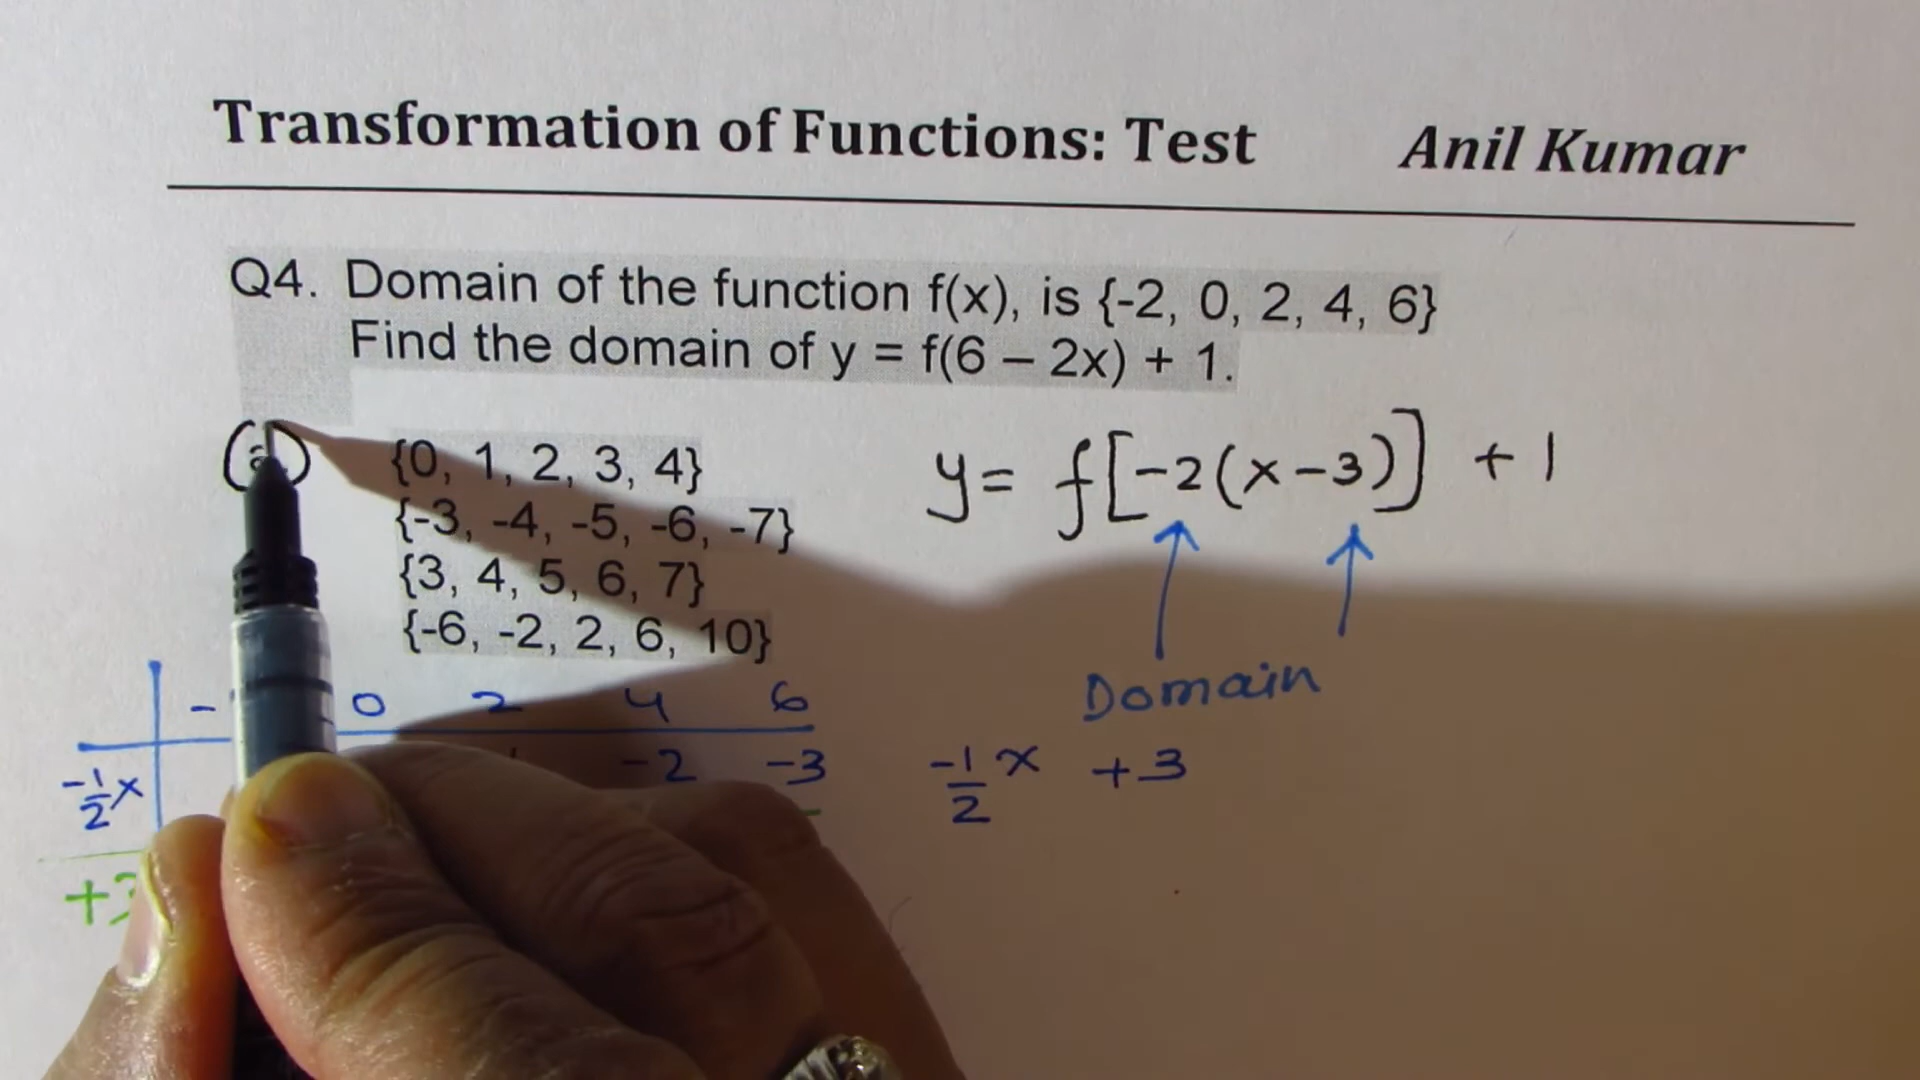 Transformation of Functions: Test Anil Kumar
Q4. Domain of the function f(x), is {-2, 0, 2, 4, 6}
Find the domain of y = f(6 – 2x) + 1.
{0, 1, 2, 3, 4}
{-3, -4, -5, -6, -7}
{3, 4, 5, 6, 7}
{-6, -2, 2, 6, 10}
y = f[-2(x-3)] + 1
Domain
- 0 2 4 6
-1/2 x -2 -3
-1/2 x + 3